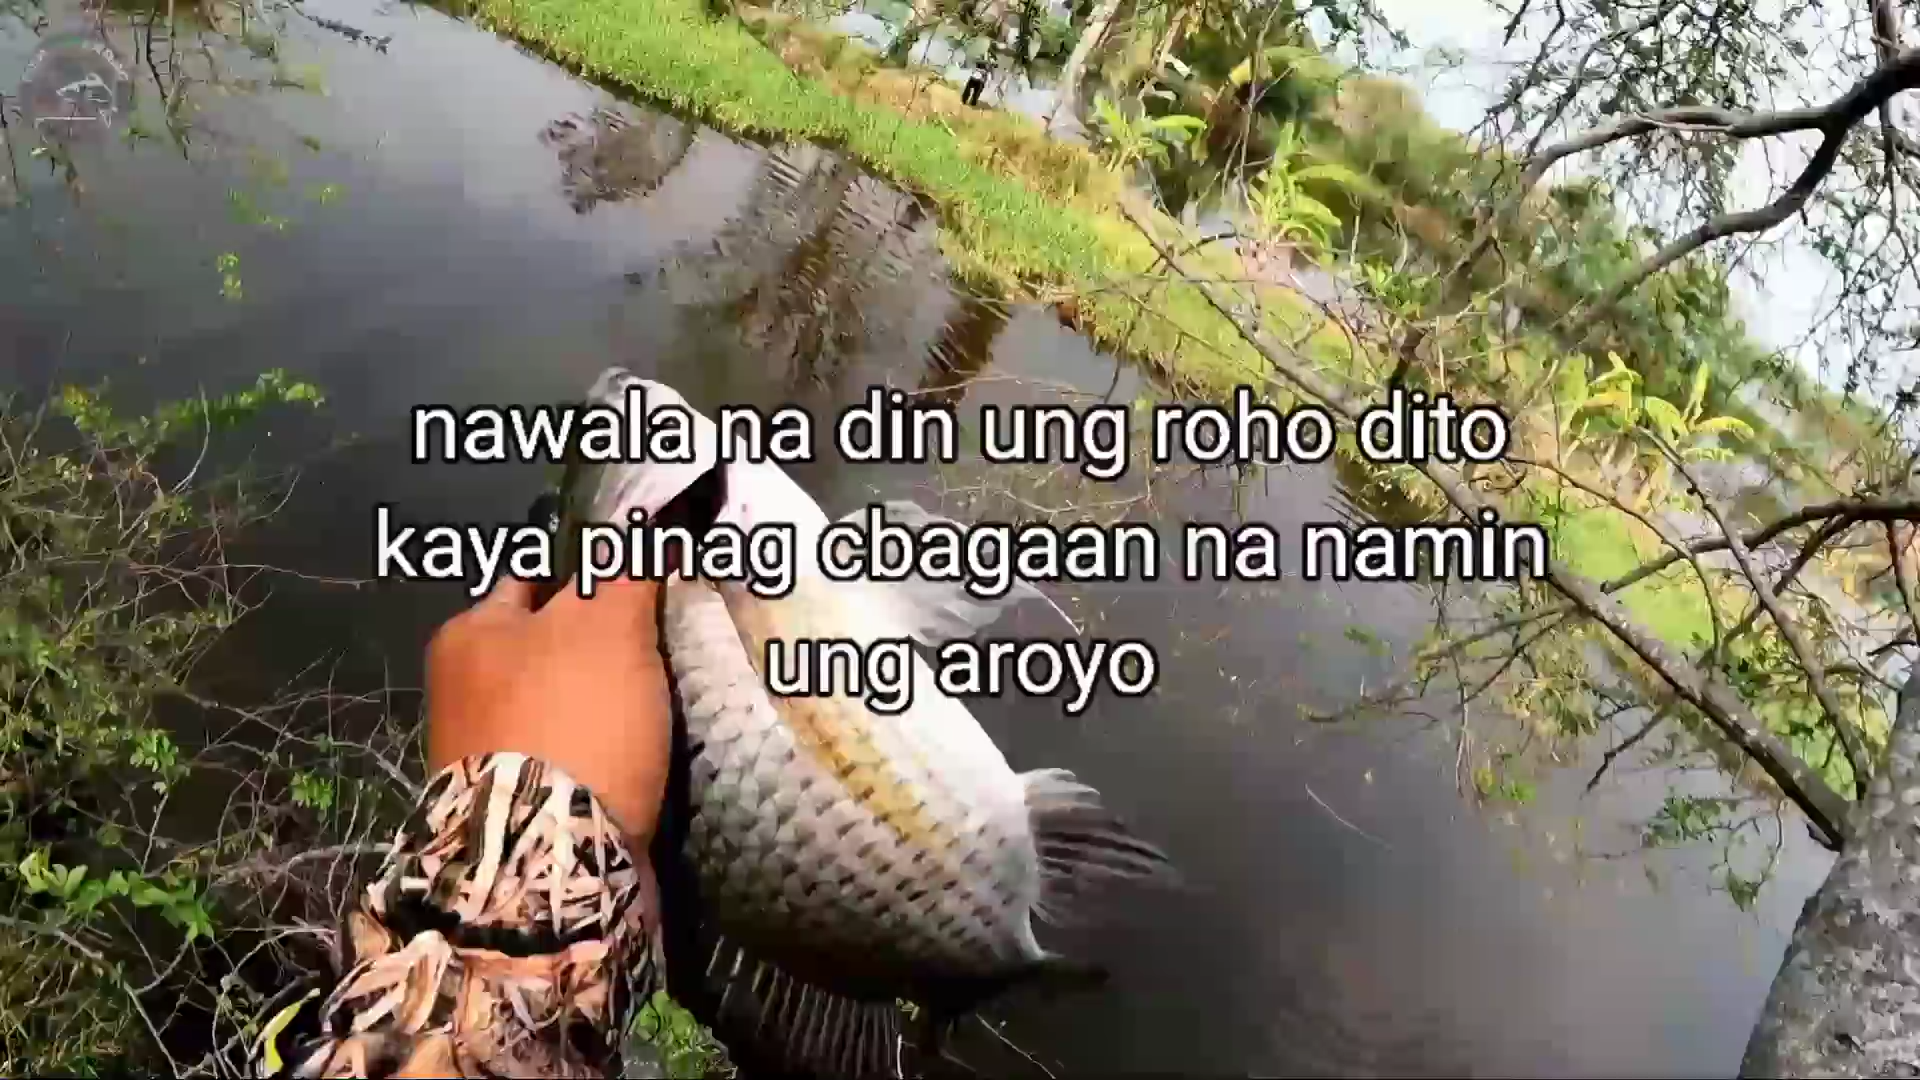 nawala na din ung roho dito
kaya pinag cbagaan na namin
ung aroyo